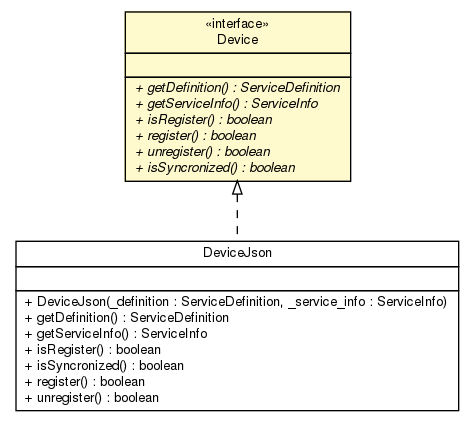 «interface»
Device
+ getDefinition() : ServiceDefinition
+ getServiceInfo() : ServiceInfo
+ isRegister() : boolean
+ register() : boolean
+ unregister() : boolean
+ isSyncronized() : boolean
DeviceJson
+ DeviceJson(_definition : ServiceDefinition, _service_info : ServiceInfo)
+ getDefinition() : ServiceDefinition
+ getServiceInfo() : ServiceInfo
+ isRegister() : boolean
+ isSyncronized() : boolean
+ register() : boolean
+ unregister() : boolean